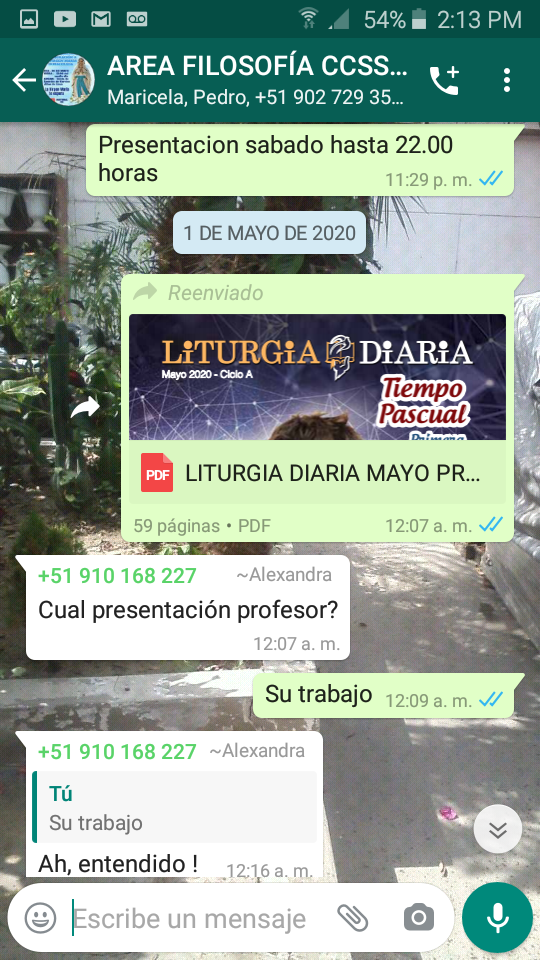 54% 2:13 PM
AREA FILOSOFÍA CCSS...
Maricela, Pedro, +51 902 729 35...
Presentacion sabado hasta 22.00
horas
11:29 p. m.
1 DE MAYO DE 2020
Reenviado
LiTURGiA DiARiA
Mayo 2020 - Ciclo A
Tiempo
Pascual
Primera
PDF LITURGIA DIARIA MAYO PR...
59 páginas • PDF 12:07 a. m.
+51 910 168 227 ~Alexandra
Cual presentación profesor?
12:07 a. m.
Su trabajo 12:09 a. m.
+51 910 168 227 ~Alexandra
Tú
Su trabajo
Ah, entendido ! 12:16 a. m.
Escribe un mensaje